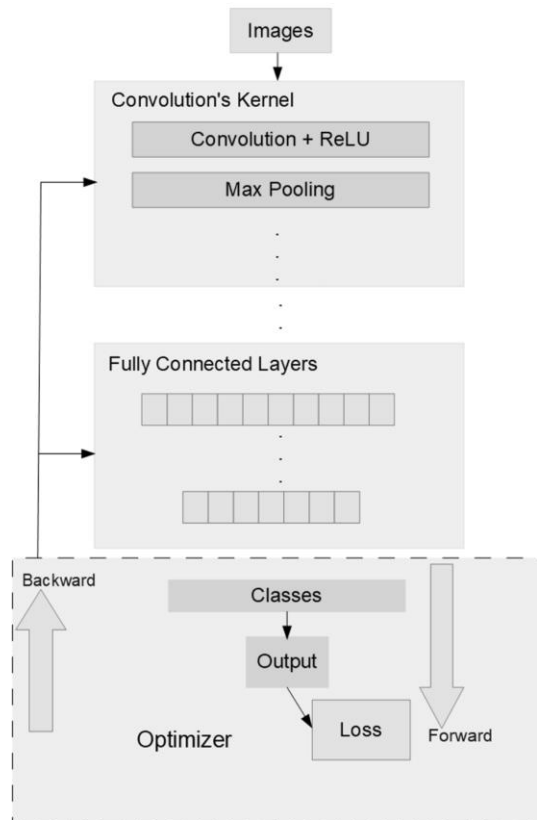 Images
Convolution's Kernel
Convolution + ReLU
Max Pooling
Fully Connected Layers
Backward
Classes
Output
Loss
Forward
Optimizer